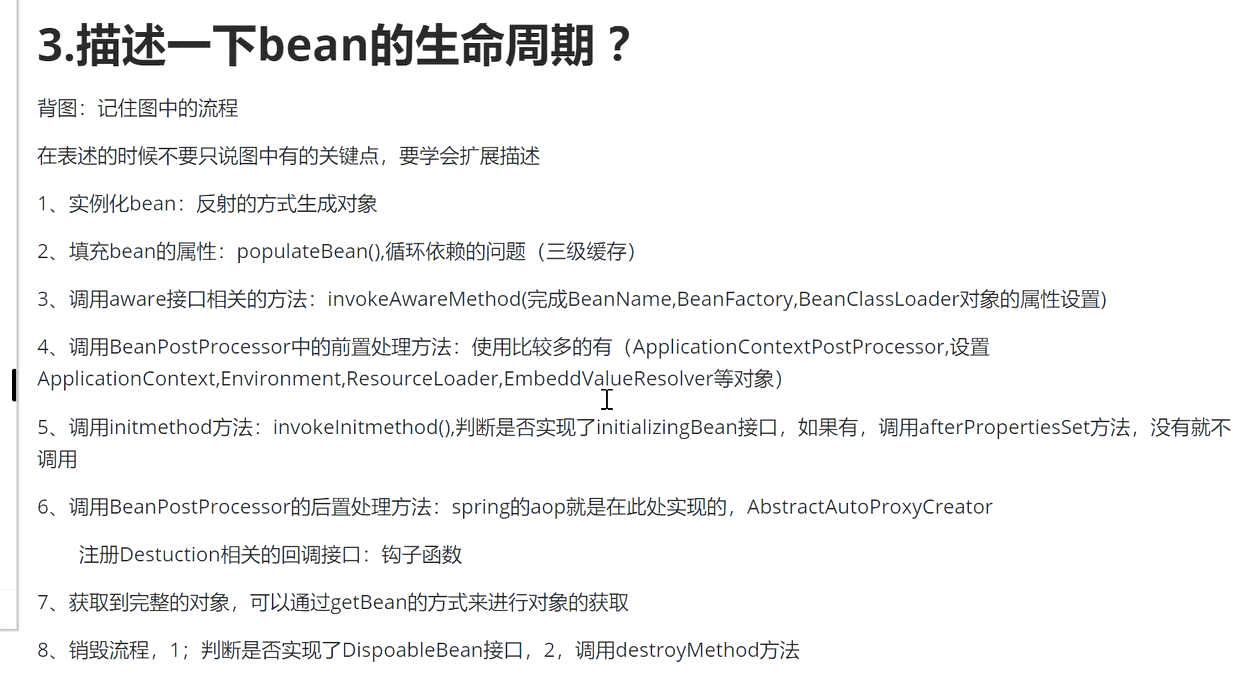 3.描述一下bean的生命周期？
背图：记住图中的流程
在表述的时候不要只说图中有的关键点，要学会扩展描述
1、实例化bean：反射的方式生成对象
2、填充bean的属性：populateBean(),循环依赖的问题（三级缓存）
3、调用aware接口相关的方法：invokeAwareMethod(完成BeanName,BeanFactory,BeanClassLoader对象的属性设置)
4、调用BeanPostProcessor中的前置处理方法：使用比较多的有（ApplicationContextPostProcessor,设置
ApplicationContext,Environment,ResourceLoader,EmbeddValueResolver等对象）
5、调用initmethod方法：invokeInitmethod(),判断是否实现了initializingBean接口，如果有，调用afterPropertiesSet方法，没有就不
调用
6、调用BeanPostProcessor的后置处理方法：spring的aop就是在此处实现的，AbstractAutoProxyCreator
注册Destuction相关的回调接口：钩子函数
7、获取到完整的对象，可以通过getBean的方式来进行对象的获取
8、销毁流程，1；判断是否实现了DispoableBean接口，2，调用destroyMethod方法